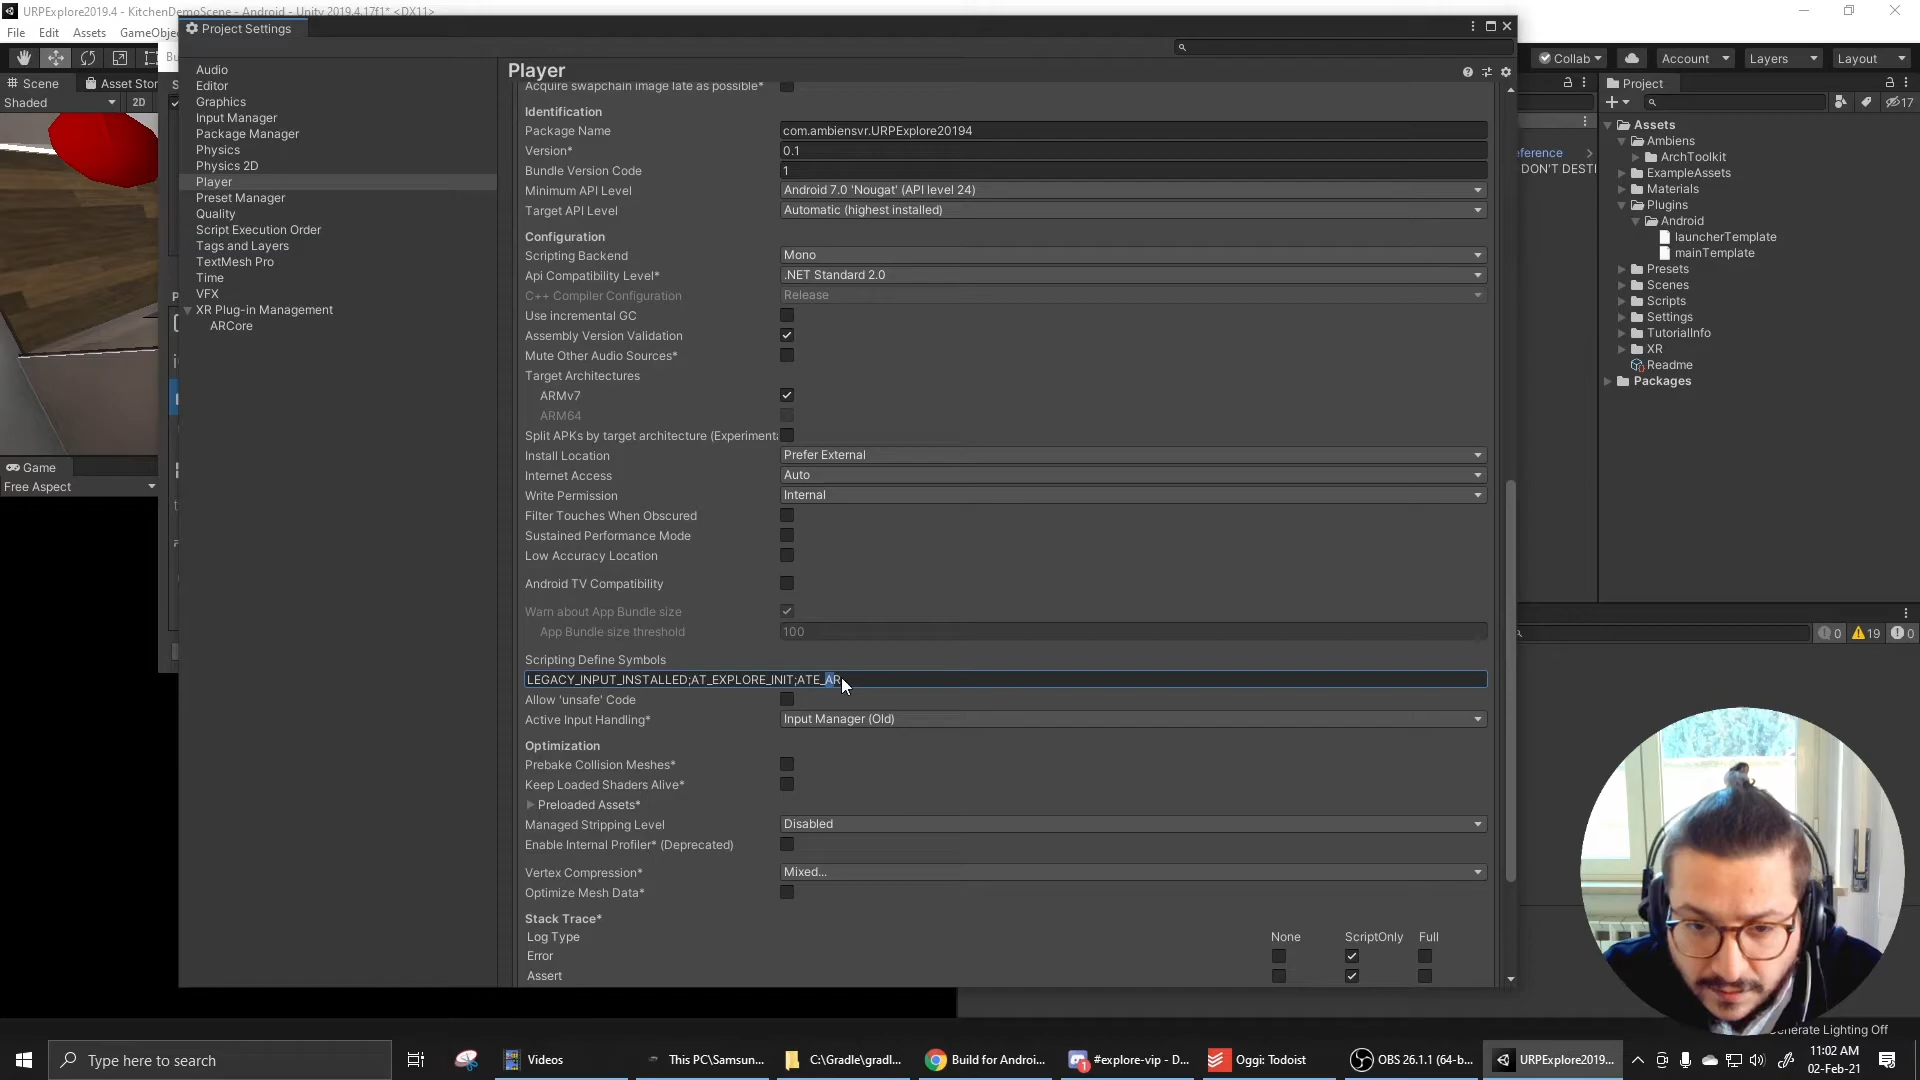 URPExplore2019.4 - KitchenDemoScene - Android - Unity 2019.4.17f1* <DX11>
File Edit Assets
Project Settings
Collab Account Layers Layout
Scene Asset Stor
Shaded 2D
Game
Free Aspect
Audio
Editor
Graphics
Input Manager
Package Manager
Physics
Physics 2D
Player
Preset Manager
Quality
Script Execution Order
Tags and Layers
TextMesh Pro
Time
VFX
XR Plug-in Management
ARCore
Player
Acquire swapchain image late as possible*
Identification
Package Name com.ambiensvr.URPExplore20194
Version* 0.1
Bundle Version Code 1
Minimum API Level Android 7.0 'Nougat' (API level 24)
Target API Level Automatic (highest installed)
Configuration
Scripting Backend Mono
Api Compatibility Level* .NET Standard 2.0
C++ Compiler Configuration Release
Use incremental GC
Assembly Version Validation
Mute Other Audio Sources*
Target Architectures
ARMv7
ARM64
Split APKs by target architecture (Experimenta
Install Location Prefer External
Internet Access Auto
Write Permission Internal
Filter Touches When Obscured
Sustained Performance Mode
Low Accuracy Location
Android TV Compatibility
Warn about App Bundle size
App Bundle size threshold 100
Scripting Define Symbols
LEGACY_INPUT_INSTALLED;AT_EXPLORE_INIT;ATE_AR
Allow 'unsafe' Code
Active Input Handling* Input Manager (Old)
Optimization
Prebake Collision Meshes*
Keep Loaded Shaders Alive*
Preloaded Assets*
Managed Stripping Level Disabled
Enable Internal Profiler* (Deprecated)
Vertex Compression* Mixed...
Optimize Mesh Data*
Stack Trace*
Log Type None ScriptOnly Full
Error
Assert
eference
DON'T DESTI
Project
17
Assets
Ambiens
ArchToolkit
ExampleAssets
Materials
Plugins
Android
launcherTemplate
mainTemplate
Presets
Scenes
Scripts
Settings
TutorialInfo
XR
Readme
Packages
0 19 0
enerate Lighting Off
Type here to search
Videos
This PC\Samsun...
C:\Gradle\gradl...
Build for Androi...
#explore-vip - D...
Oggi: Todoist
OBS 26.1.1 (64-b...
URPExplore2019...
11:02 AM
02-Feb-21